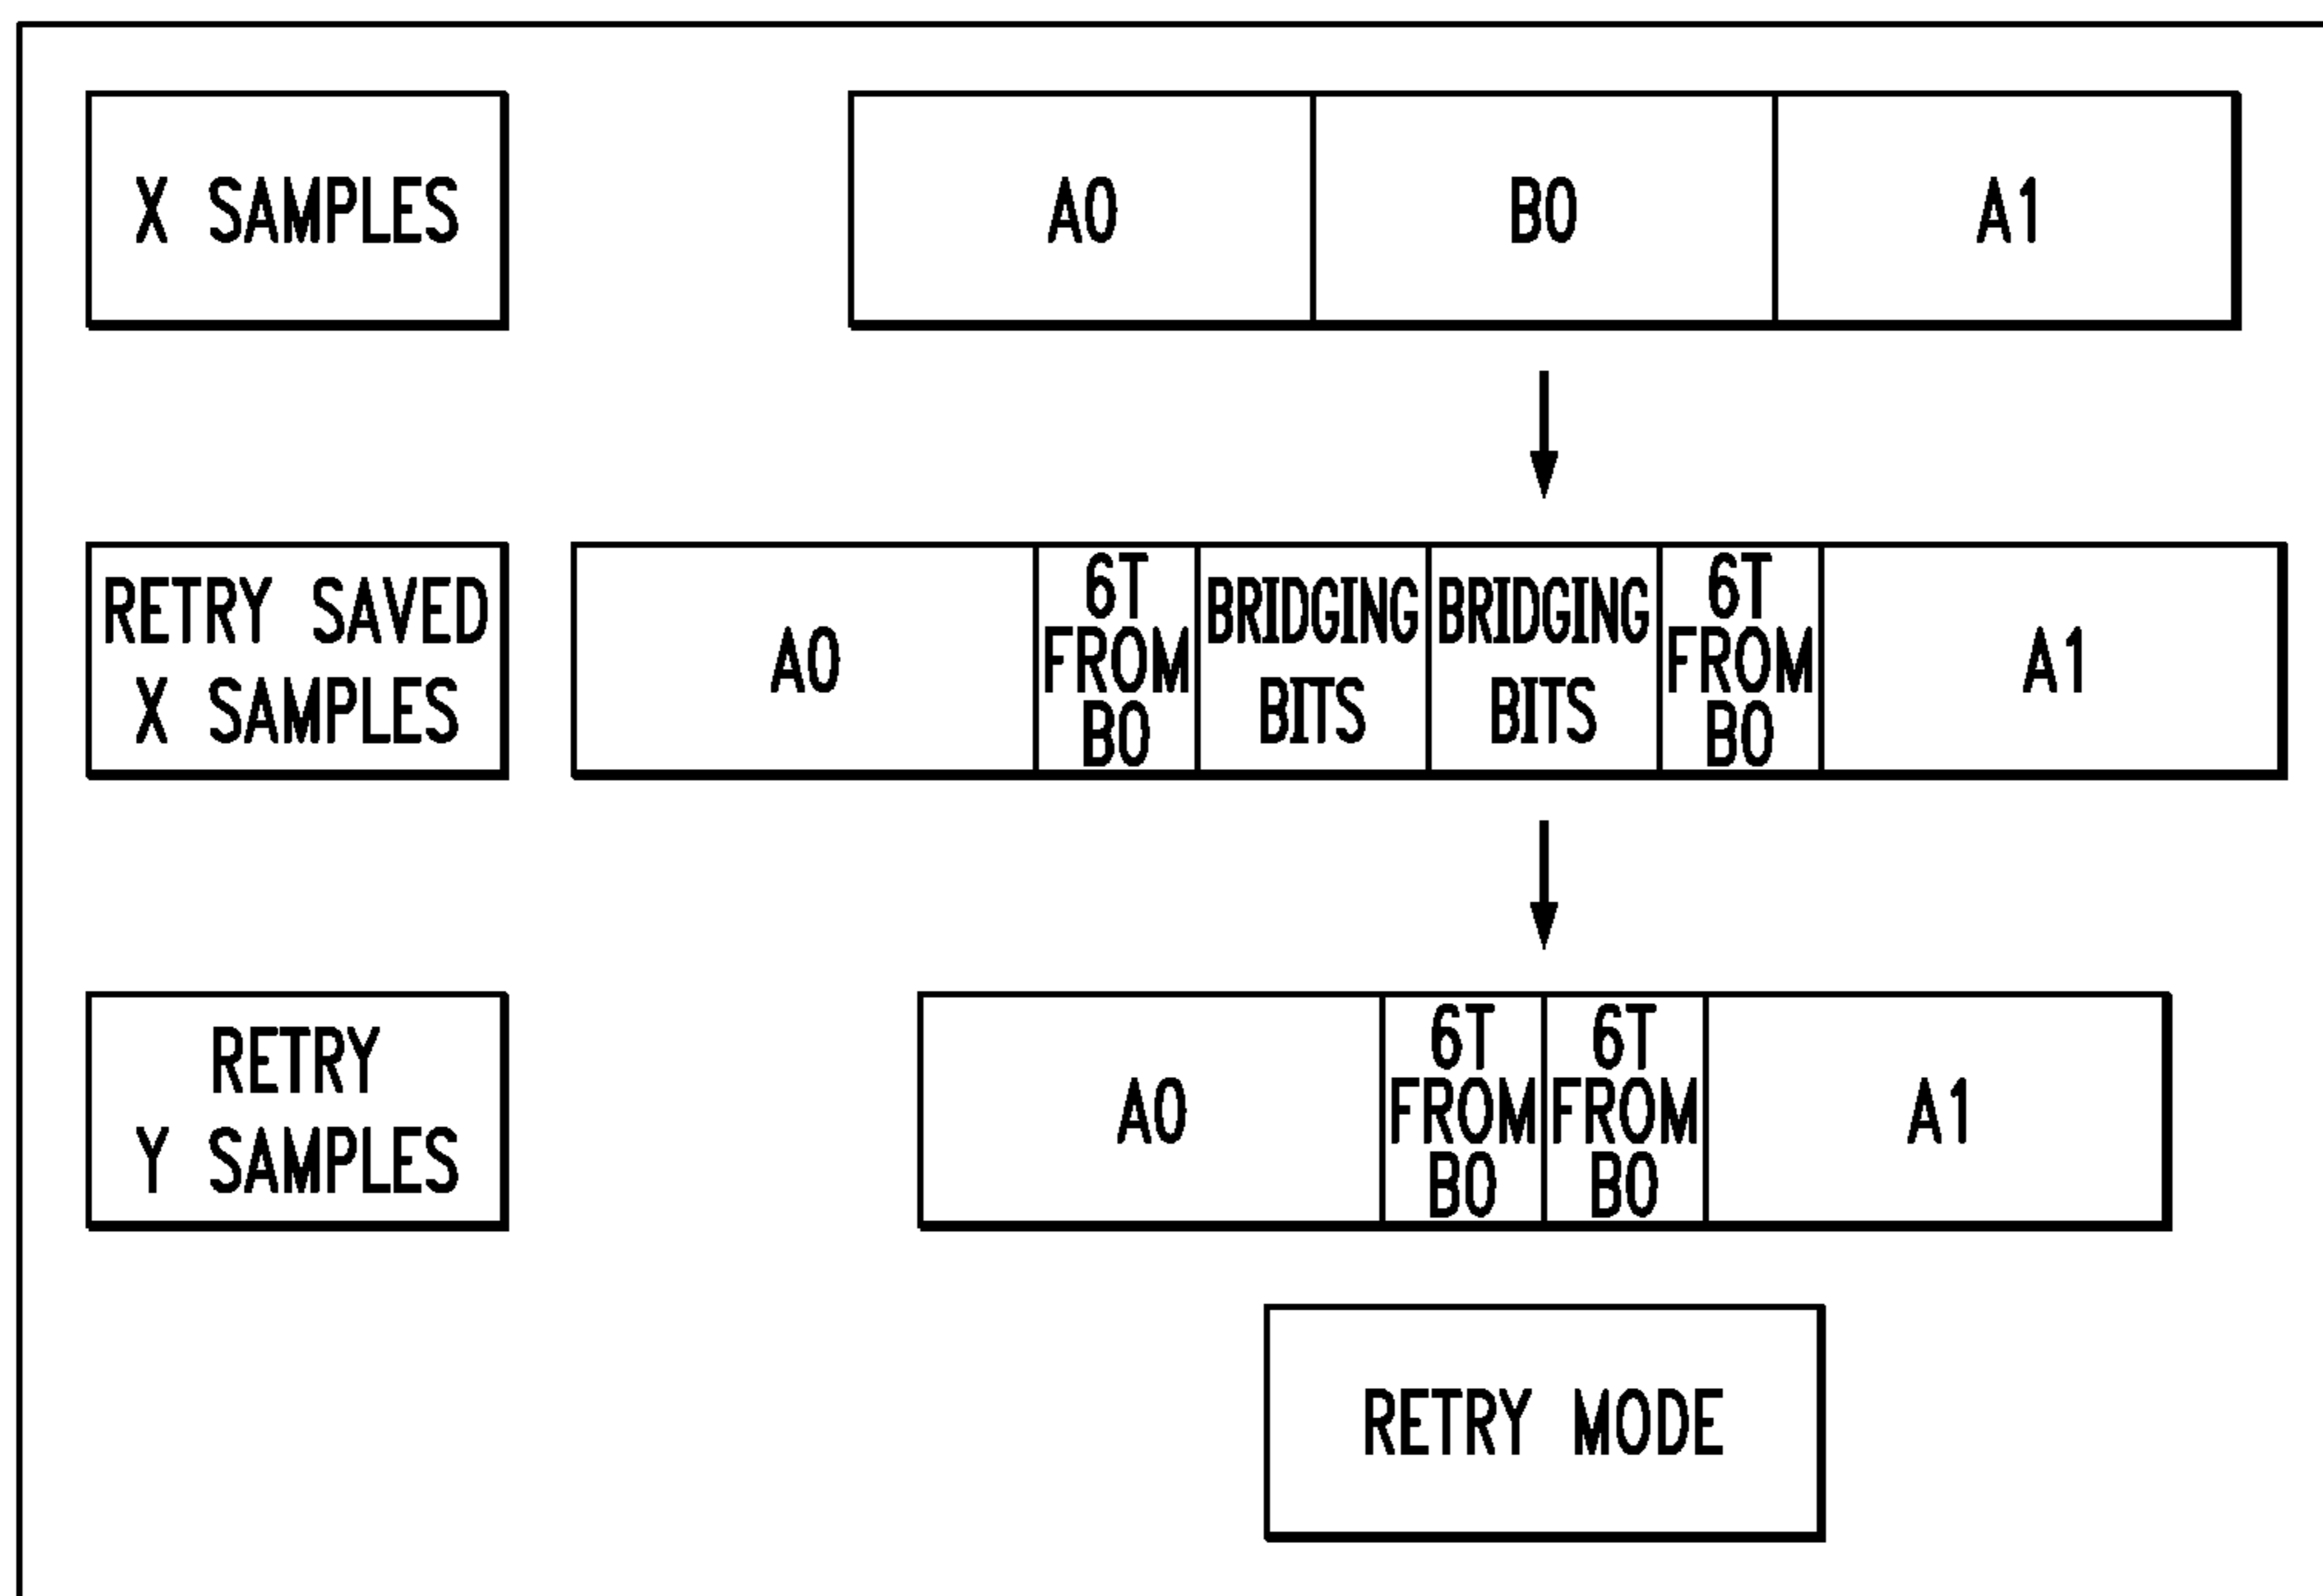 X SAMPLES
A0
B0
A1
RETRY SAVED
X SAMPLES
A0
6T
FROM
B0
BRIDGING
BITS
BRIDGING
BITS
6T
FROM
B0
A1
RETRY
Y SAMPLES
A0
6T
FROM
B0
6T
FROM
B0
A1
RETRY MODE